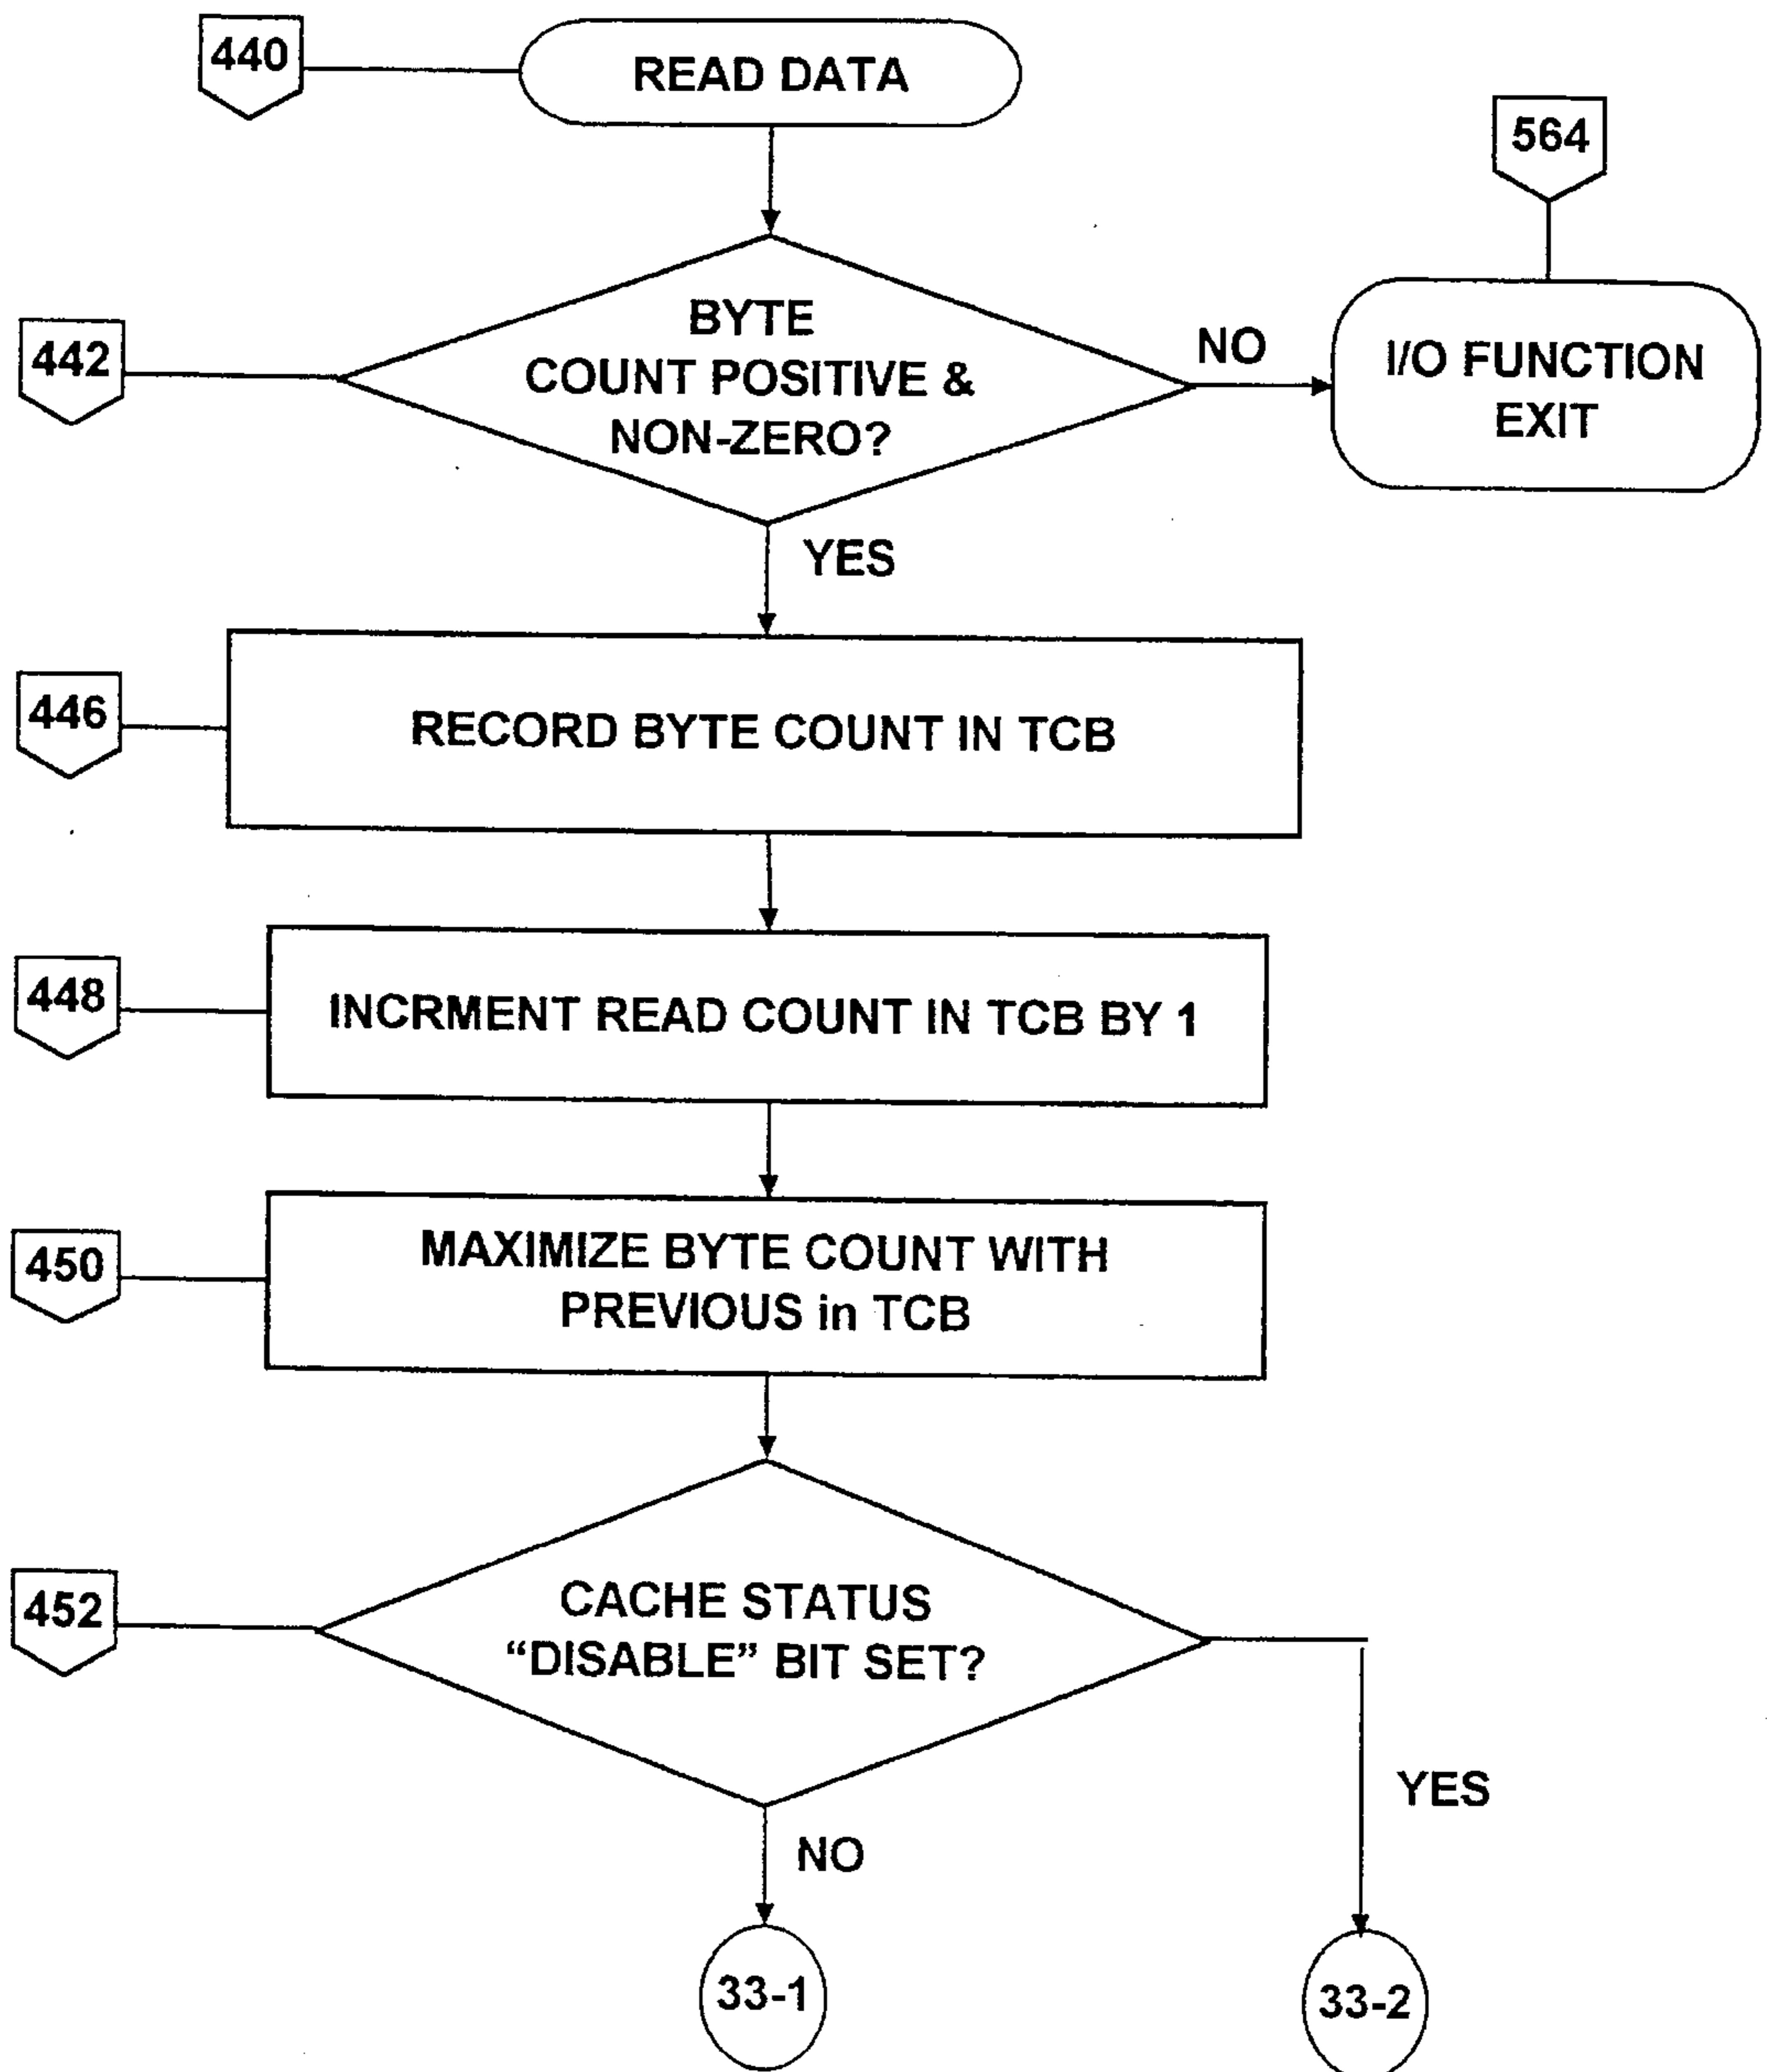 440
READ DATA
564
442
BYTE
COUNT POSITIVE &
NON-ZERO?
NO
I/O FUNCTION
EXIT
YES
446
RECORD BYTE COUNT IN TCB
448
INCRMENT READ COUNT IN TCB BY 1
450
MAXIMIZE BYTE COUNT WITH
PREVIOUS in TCB
452
CACHE STATUS
“DISABLE” BIT SET?
YES
NO
33-1
33-2